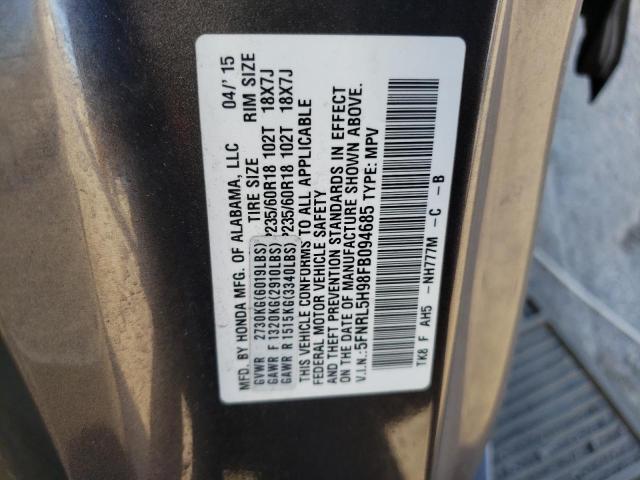 MFD. BY HONDA MFG. OF ALABAMA, LLC 04/'15
TIRE SIZE RIM SIZE
GVWR 2730KG(6019LBS)
GAWR F 1320KG(2910LBS) P235/60R18 102T 18X7J
GAWR R 1515KG(3340LBS) P235/60R18 102T 18X7J
THIS VEHICLE CONFORMS TO ALL APPLICABLE
FEDERAL MOTOR VEHICLE SAFETY
AND THEFT PREVENTION STANDARDS IN EFFECT
ON THE DATE OF MANUFACTURE SHOWN ABOVE.
V.I.N.:5FNRL5H98FB094685 TYPE: MPV
TK8 F AH5 -NH777M -C -B